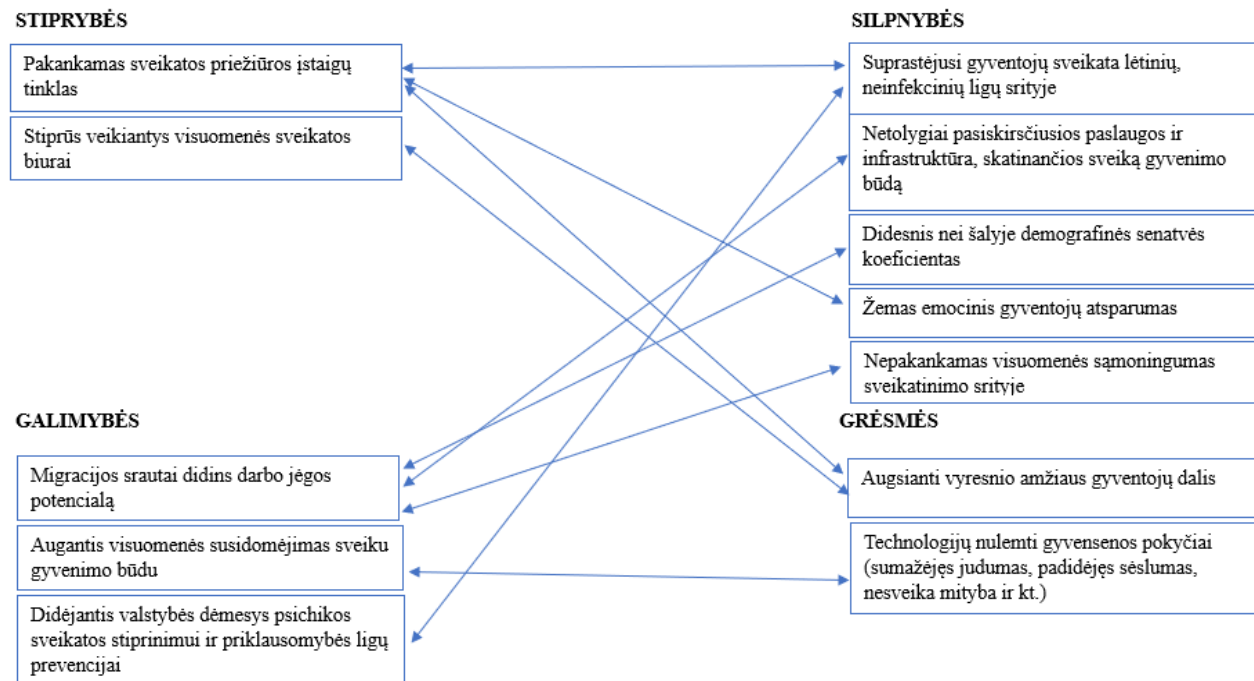 STIPRYBĖS
Pakankamas sveikatos priežiūros įstaigų
tinklas
Stiprūs veikiantys visuomenės sveikatos
biurai
SILPNYBĖS
Suprastėjusi gyventojų sveikata lėtinių,
neinfekcinių ligų srityje
Netolygiai pasiskirsčiusios paslaugos ir
infrastruktūra, skatinančios sveiką gyvenimo
būdą
Didesnis nei šalyje demografinės senatvės
koeficientas
Žemas emocinis gyventojų atsparumas
Nepakankamas visuomenės sąmoningumas
sveikatinimo srityje
GALIMYBĖS
Migracijos srautai didins darbo jėgos
potencialą
Augantis visuomenės susidomėjimas sveiku
gyvenimo būdu
Didėjantis valstybės dėmesys psichikos
sveikatos stiprinimui ir priklausomybės ligų
prevencijai
GRĖSMĖS
Augsianti vyresnio amžiaus gyventojų dalis
Technologijų nulemti gyvensenos pokyčiai
(sumažėjęs judumas, padidėjęs sėslumas,
nesveika mityba ir kt.)